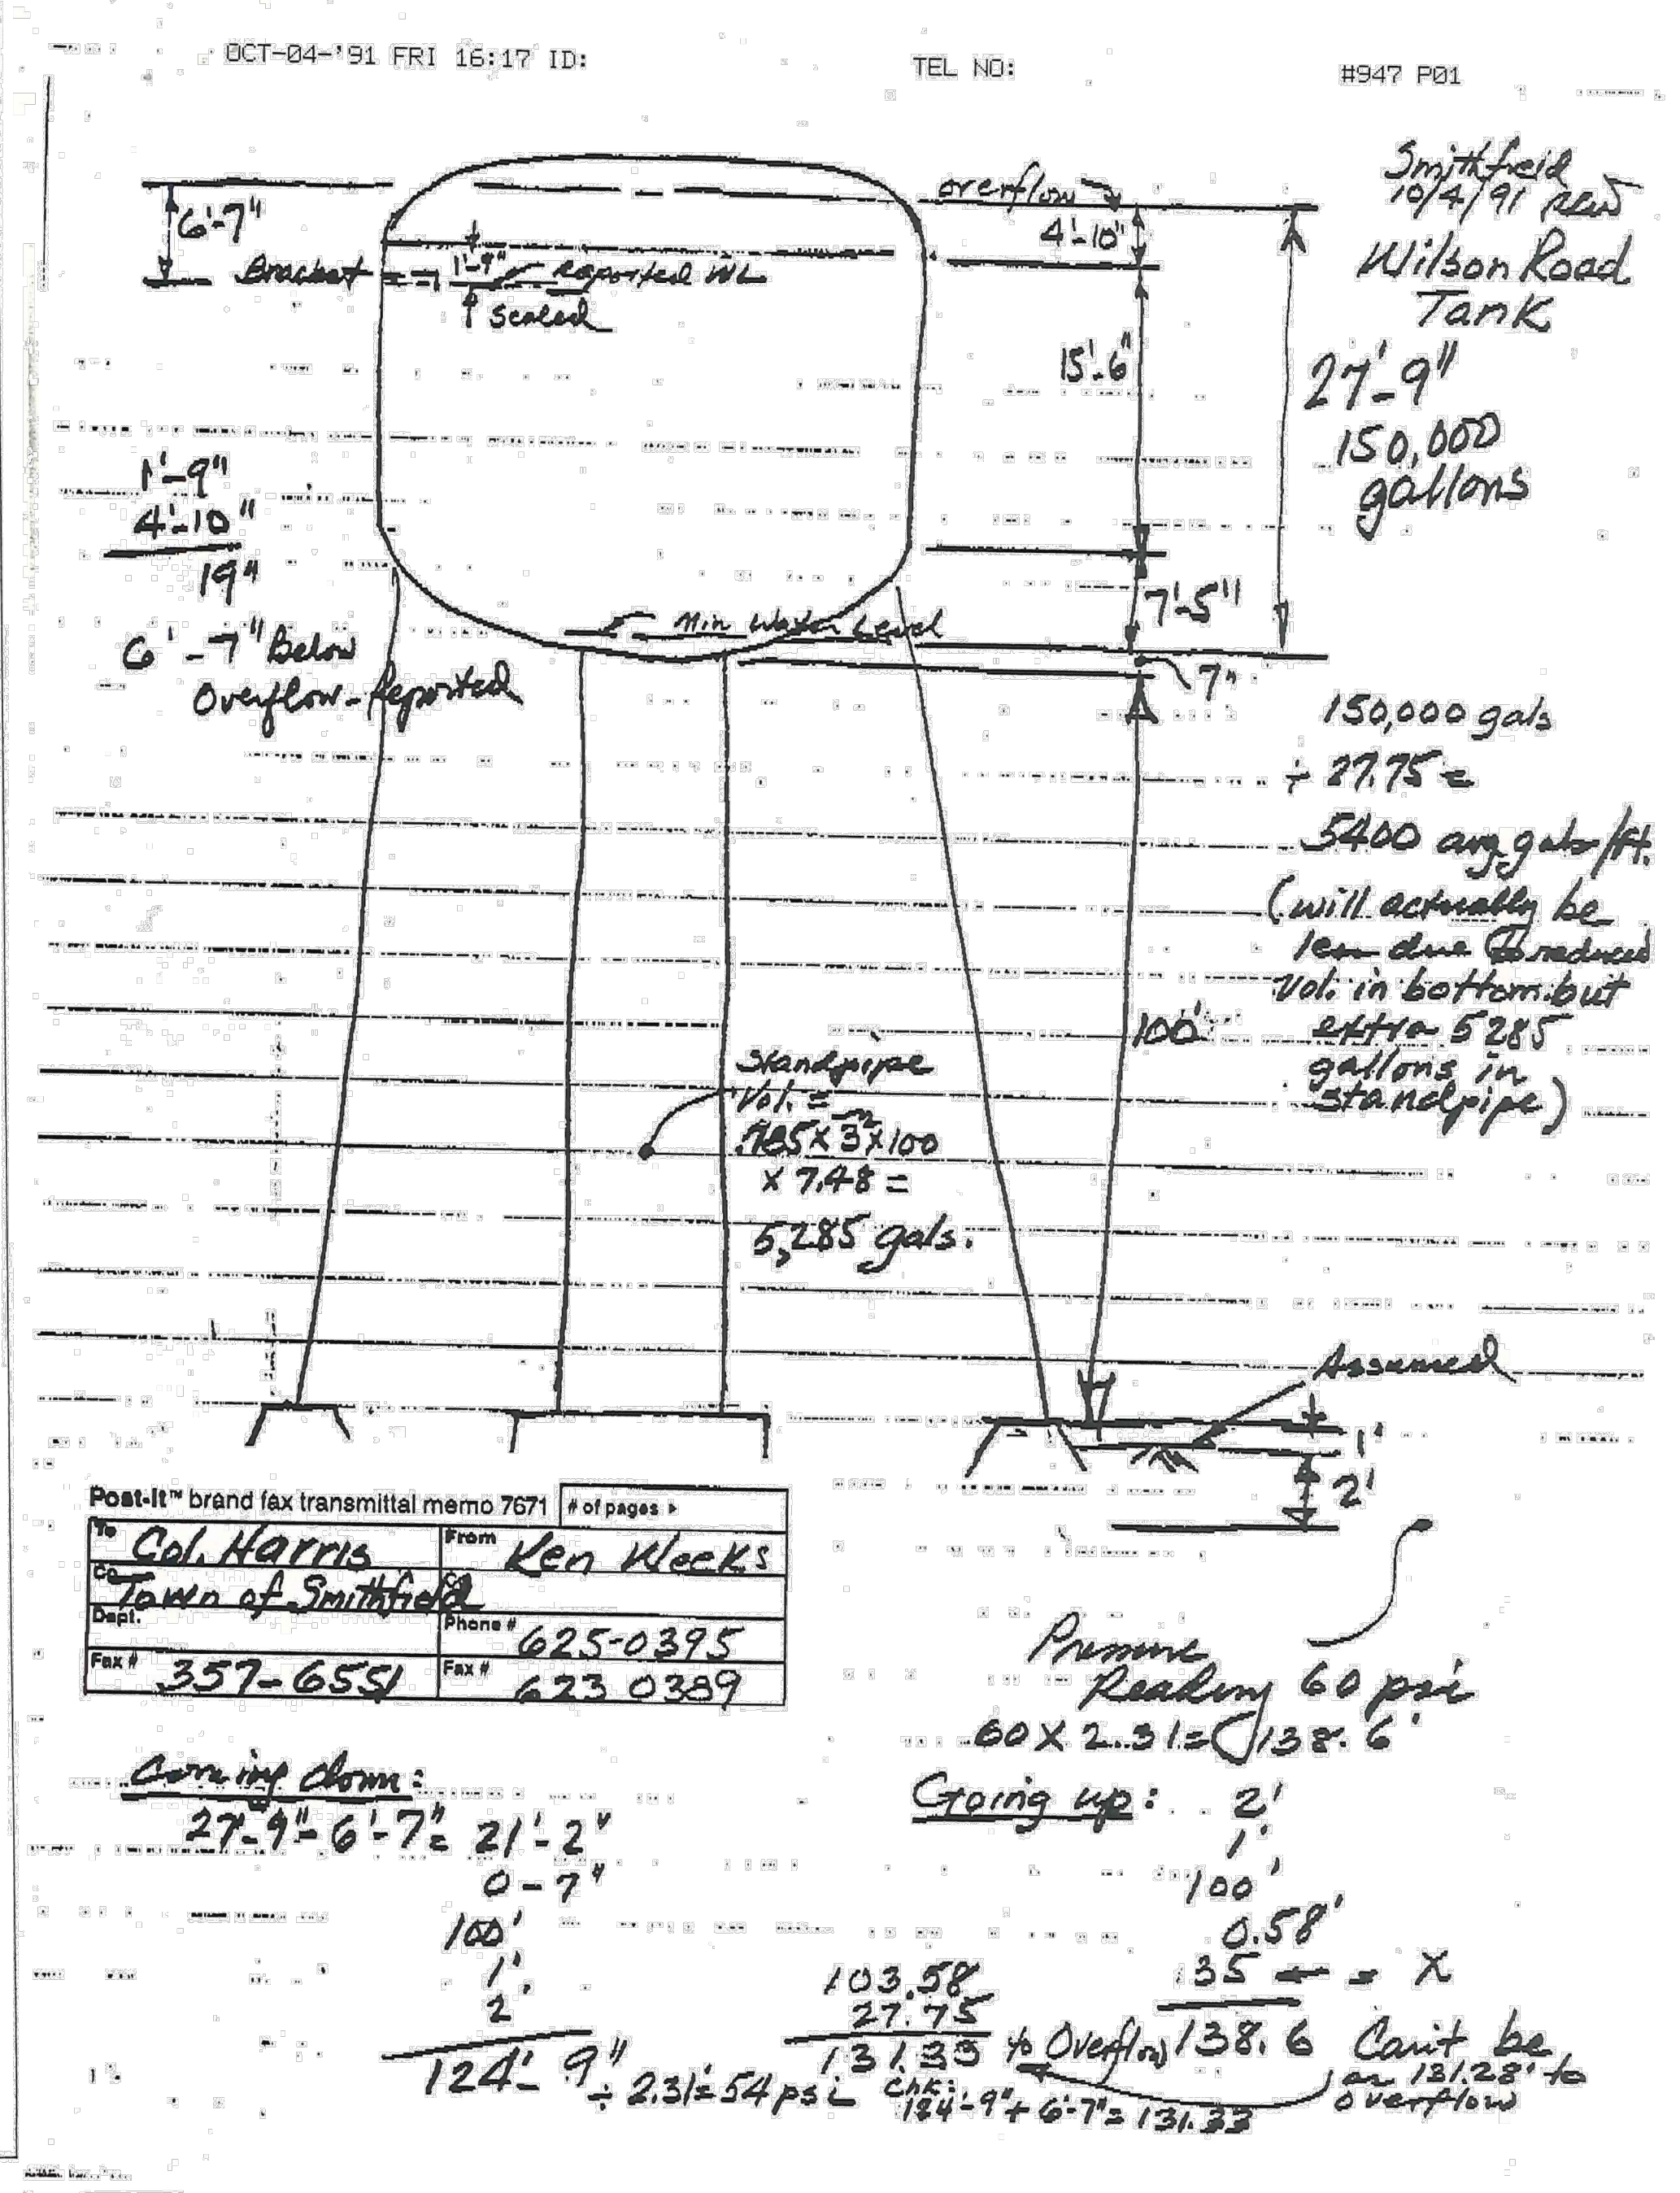 OCT-04-'91 FRI 16:17 ID:
TEL NO:
#947 P01
Smithfield
10/4/91
Wilson Road
Tank
27'-9"
150,000
gallons
overflow
6'-7"
4'-10"
Bracket
1'-9"
Reported WL
Scaled
15'-6"
1'-9"
4'-10"
19"
6'-7" Below
Overflow - Reported
Min Water Level
7'-5"
7"
150,000 gals
÷ 27.75 =
5400 avg gals/ft.
(will actually be
less due to reduced
Vol. in bottom but
extra 5285
gallons in
standpipe)
100'
Standpipe
Vol. =
.785 x 3² x 100
x 7.48 =
5,285 gals.
Assumed
1'
2'
Post-It™ brand fax transmittal memo 7671
# of pages ▸
To Col. Harris
From Ken Weeks
Co. Town of Smithfield
Co.
Dept.
Phone # 625-0395
Fax # 357-6551
Fax # 623 0389
Pressure
Reading 60 psi
60 x 2.31 = 138.6'
Coming down:
27'-9" - 6'-7" = 21'-2"
0-7"
100'
1'
2
124'-9"
÷ 2.31 = 54 psi
Going up: 2'
1'
100'
0.58'
35 = X
138.6 Can't be
as 131.28' to
overflow
103.58
27.75
131.33 to Overflow
Chk:
124'-9" + 6'-7" = 131.33